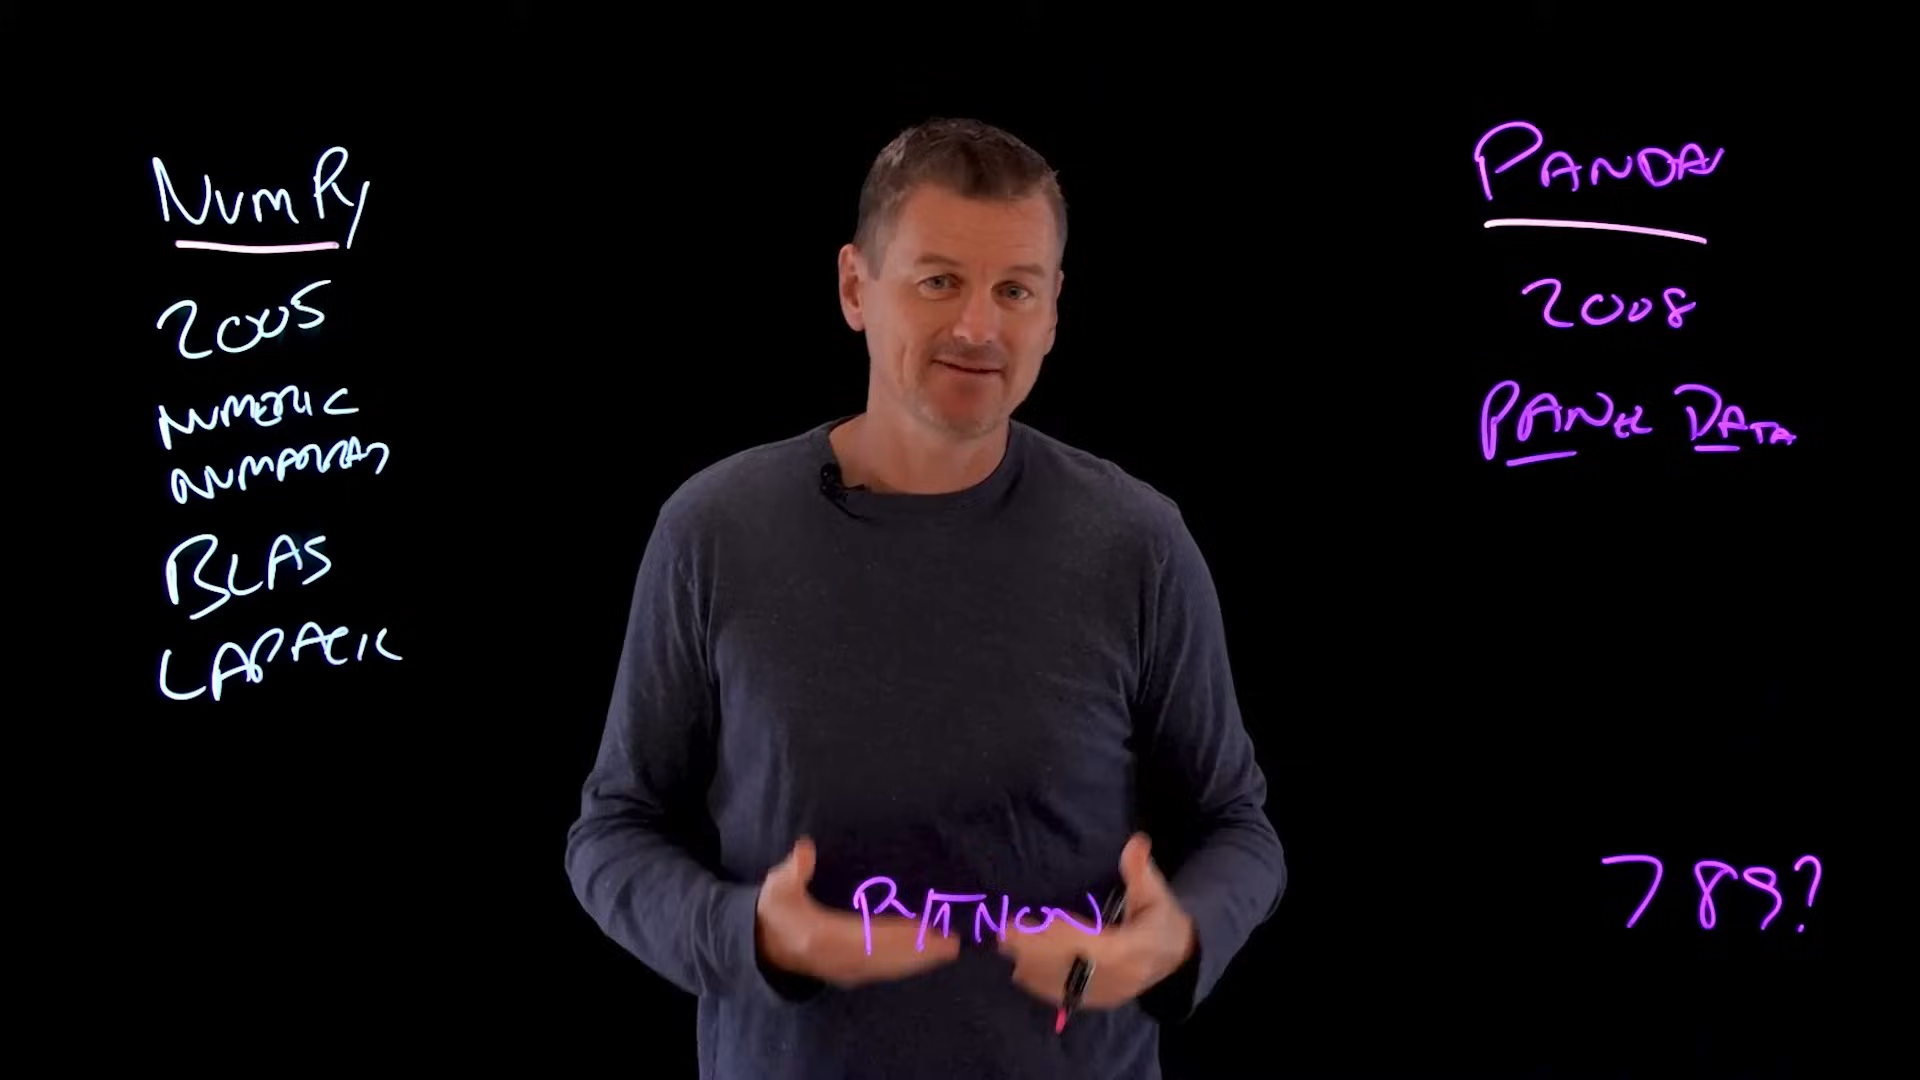 NumPy
2005
NUMERIC
NUMARRAY
BLAS
LAPACK
PANDAS
2008
PANEL DATA
PYTHON
789?